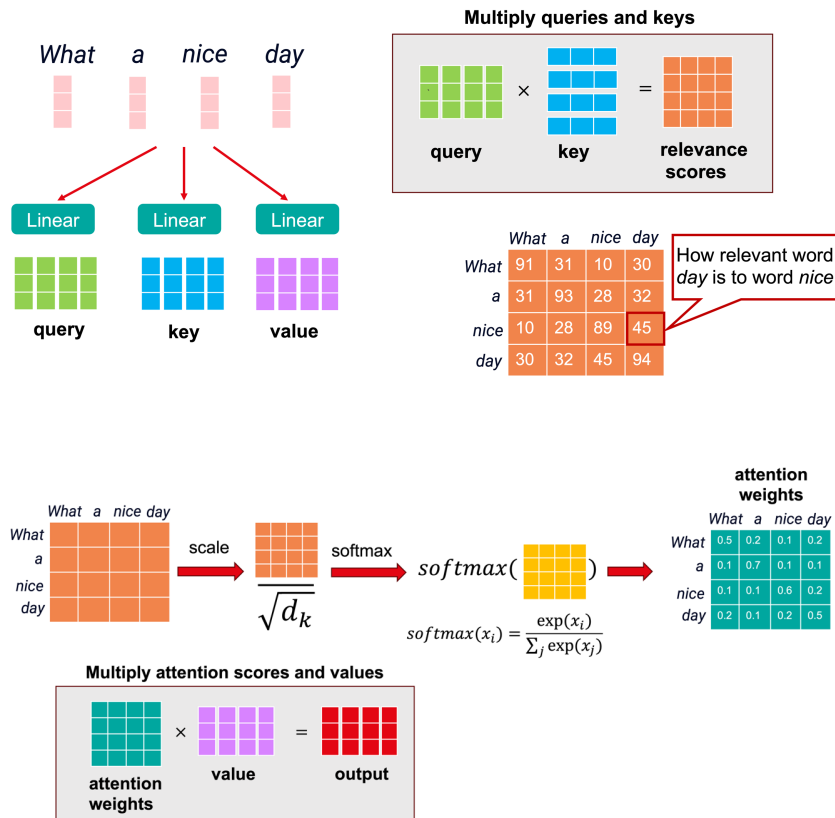 What a nice day
Linear Linear Linear
query key value
Multiply queries and keys
× =
query key relevance
scores
What a nice day
What 91 31 10 30
a 31 93 28 32
nice 10 28 89 45
day 30 32 45 94
How relevant word
day is to word nice
What a nice day
What
a
nice
day
scale
√d_k
softmax
softmax( )
softmax(x_i) = exp(x_i) / ∑_j exp(x_j)
attention
weights
What a nice day
What 0.5 0.2 0.1 0.2
a 0.1 0.7 0.1 0.1
nice 0.1 0.1 0.6 0.2
day 0.2 0.1 0.2 0.5
Multiply attention scores and values
× =
attention
weights
value output